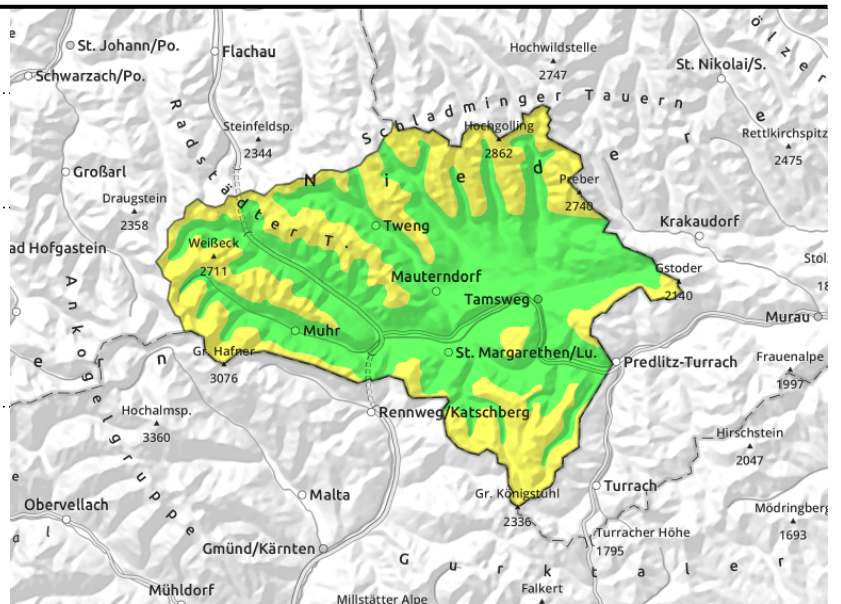 e
St. Johann/Po.
Flachau
Hochwildstelle
2747
St. Nikolai/S.
ö l z e r
Schwarzach/Po.
Schladminger Tauern
Radstädter T.
Steinfeldsp.
2344
Hochgolling
2862
Rettlkirchspitz
2475
Großarl
Niedere
Preber
2740
Draugstein
2358
Tweng
Krakaudorf
ad Hofgastein
Weißeck
2711
Mauterndorf
Gstoder
2140
Stolz
18
Tamsweg
Murau
Muhr
St. Margarethen/Lu.
Predlitz-Turrach
Frauenalpe
1997
e n
Gr. Hafner
3076
Ankogelgruppe
Hochalmsp.
3360
Rennweg/Katschberg
Hirschstein
2047
e
Malta
Gr. Königstuhl
2336
Turrach
Obervellach
a l
Mödringberg
1693
Gmünd/Kärnten
Turracher Höhe
1795
Gurktaler
Mühldorf
Millstätter Alpe
Falkert